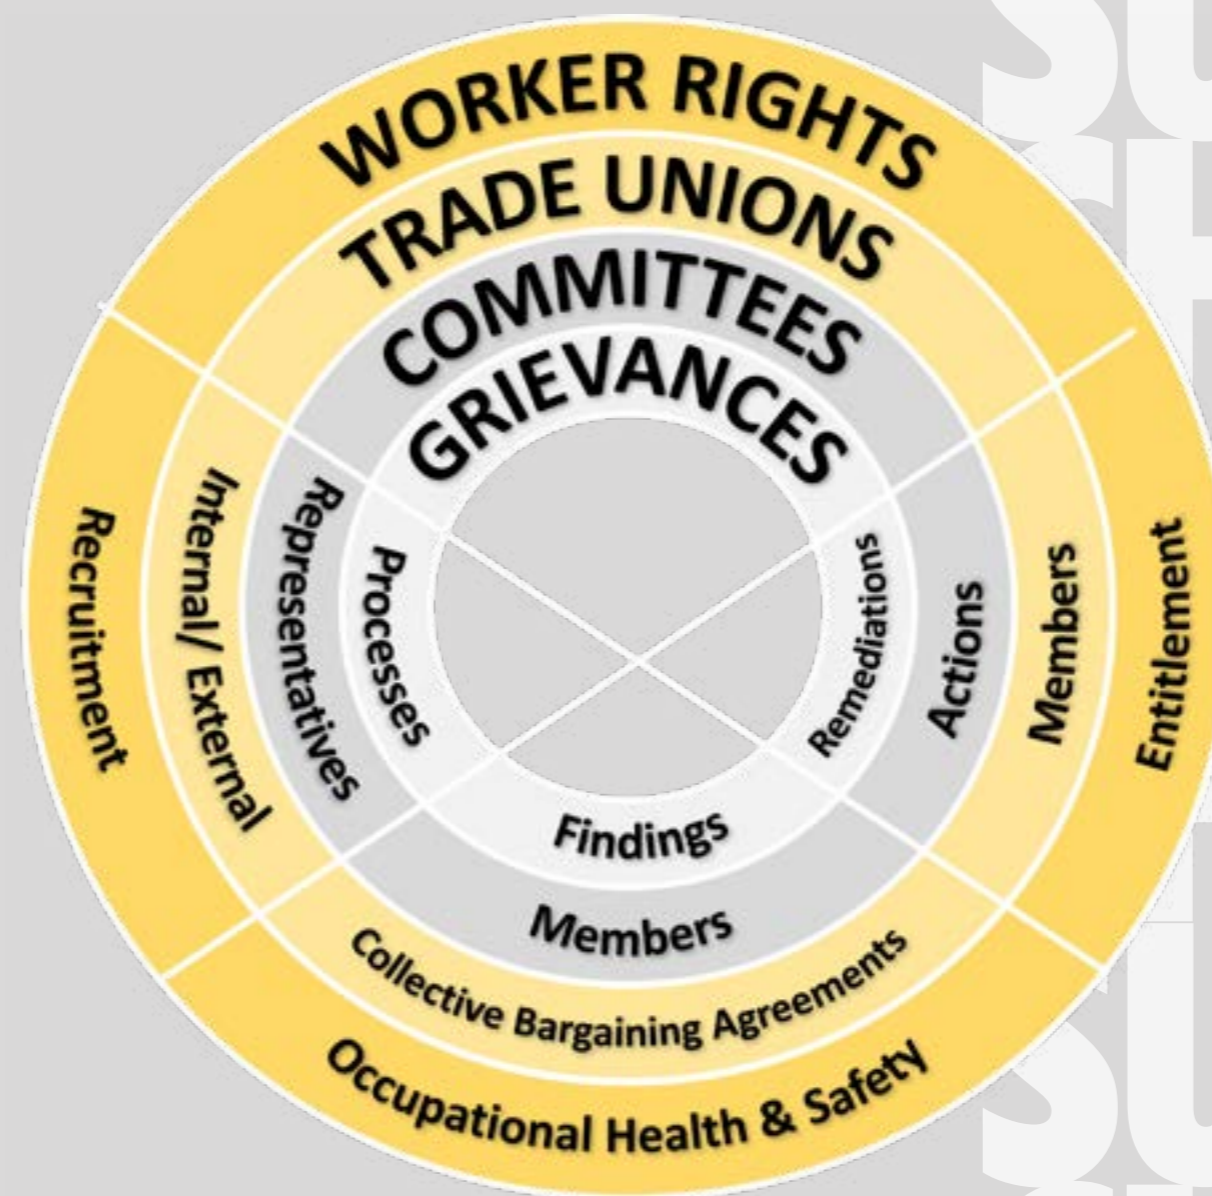 WORKER RIGHTS
TRADE UNIONS
COMMITTEES
GRIEVANCES
Recruitment
Internal/ External
Representatives
Processes
Remediations
Actions
Members
Entitlement
Findings
Members
Collective Bargaining Agreements
Occupational Health & Safety